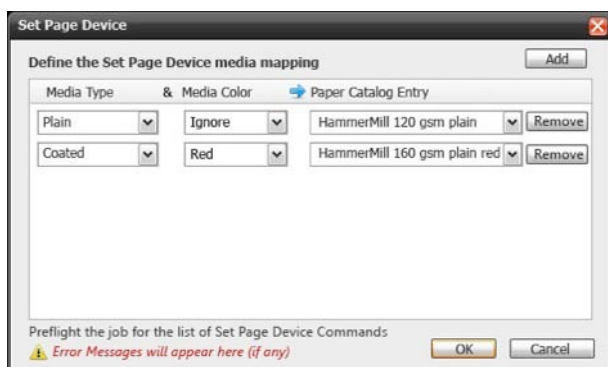 Set Page Device
Define the Set Page Device media mapping Add
Media Type & Media Color Paper Catalog Entry
Plain Ignore HammerMill 120 gsm plain Remove
Coated Red HammerMill 160 gsm plain red Remove
Preflight the job for the list of Set Page Device Commands
Error Messages will appear here (if any) OK Cancel